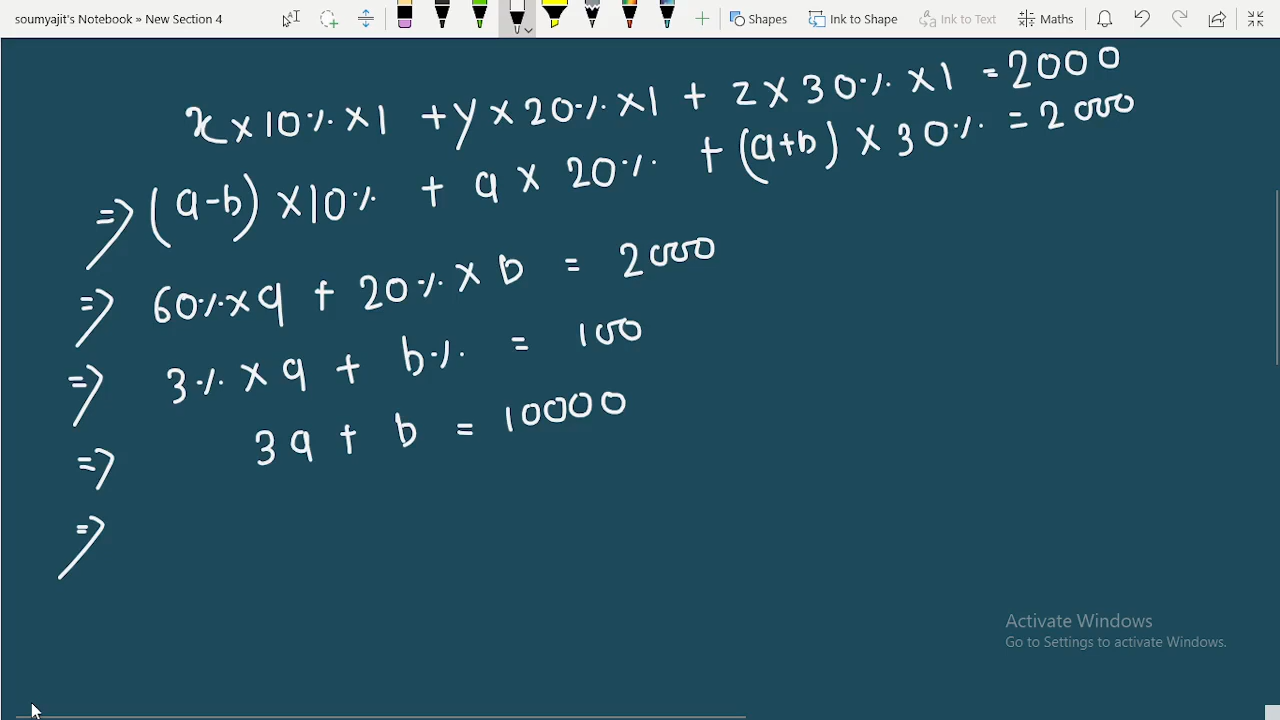 soumyajit's Notebook » New Section 4
Shapes
Ink to Shape
Ink to Text
Maths
x×10%×1 +y×20%×1 + z×30%×1 =2000
=> (a-b)×10% + a×20% +(a+b)×30% =2000
=> 60%×a + 20%×b = 2000
=> 3%×a + b% = 100
=> 3a + b = 10000
=>
Activate Windows
Go to Settings to activate Windows.